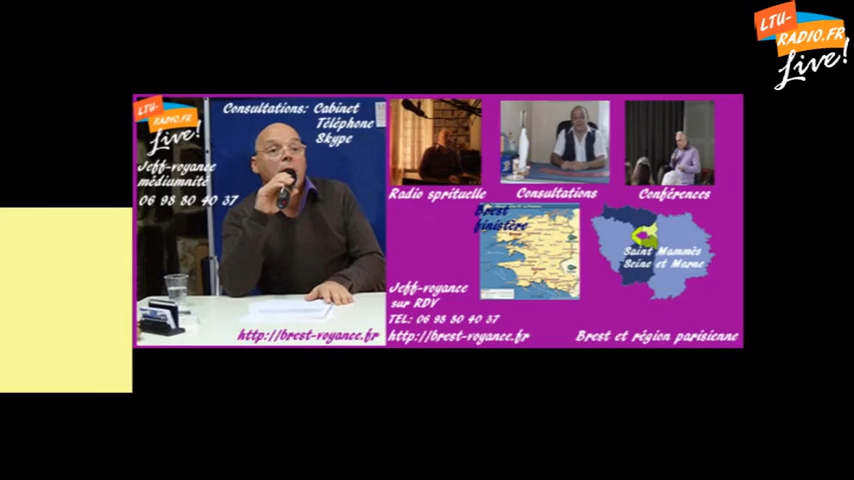 LTU-
RADIO.FR
Live!
LTU-
RADIO.FR
Live!
Consultations: Cabinet
Téléphone
Skype
Jeff-voyance
médiumnité
06 98 80 40 37
http://brest-voyance.fr
Radio sprituelle
Consultations
Conférences
Brest
finistère
Saint Mammès
Seine et Marne
Jeff-voyance
sur RDV
TEL: 06 98 80 40 37
http://brest-voyance.fr
Brest et région parisienne